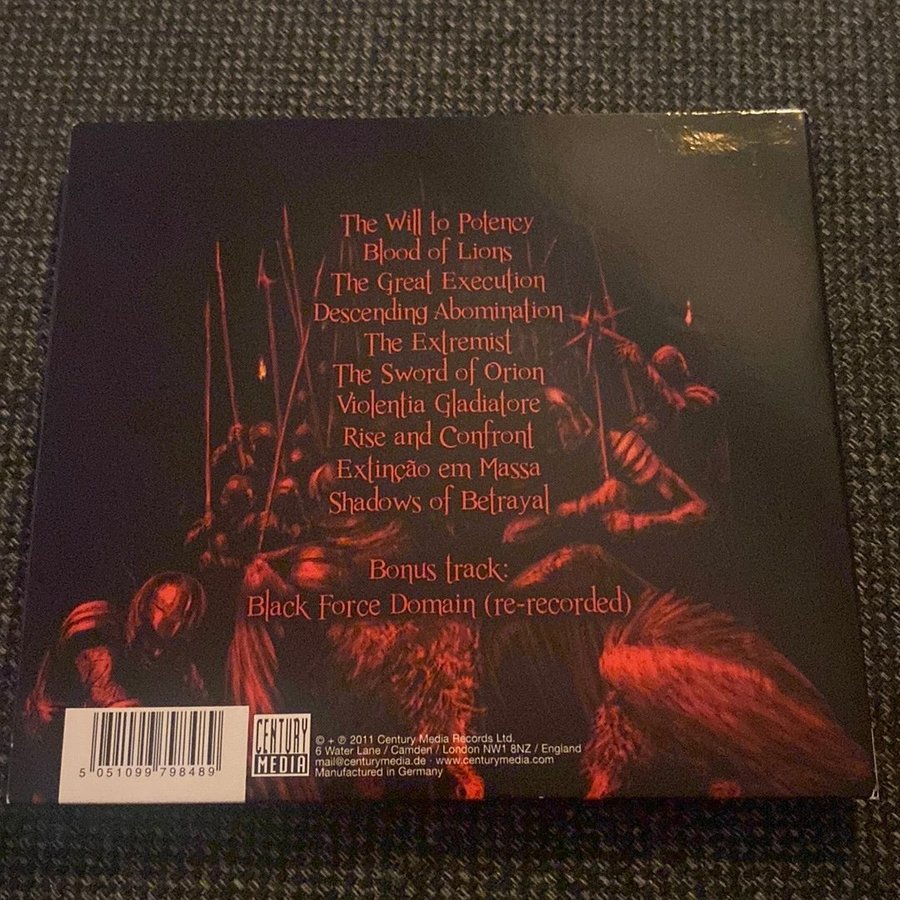 The Will to Potency
Blood of Lions
The Great Execution
Descending Abomination
The Extremist
The Sword of Orion
Violentia Gladiatore
Rise and Confront
Extinção em Massa
Shadows of Betrayal
Bonus track:
Black Force Domain (re-recorded)
5 051099 798489
CENTURY
MEDIA
© + ℗ 2011 Century Media Records Ltd.
6 Water Lane / Camden / London NW1 8NZ / England
mail@centurymedia.de · www.centurymedia.com
Manufactured in Germany